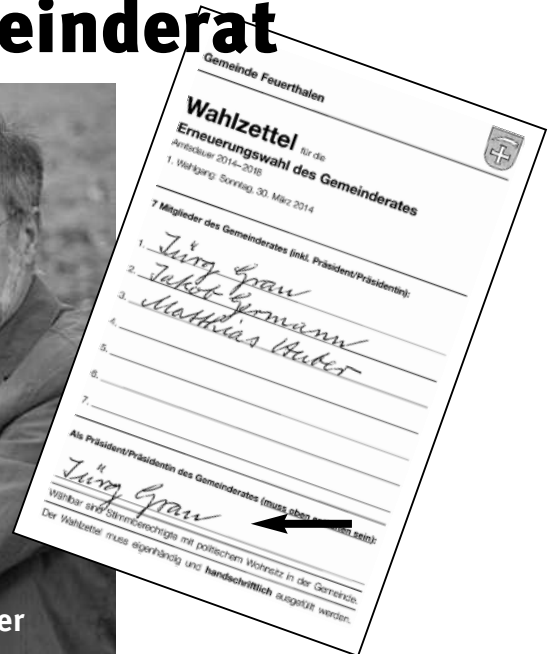 einderat
Gemeinde Feuerthalen
Wahlzettel für die
Erneuerungswahl des Gemeinderates
Amtsdauer 2014–2018
1. Wahlgang: Sonntag, 30. März 2014
7 Mitglieder des Gemeinderates (inkl. Präsident/Präsidentin):
1. Jürg Grau
2. Jakob Germann
3. Matthias Huber
4.
5.
6.
7.
Als Präsident/Präsidentin des Gemeinderates (muss oben sein):
Jürg Grau
Wählbar sind Stimmberechtigte mit politischem Wohnsitz in der Gemeinde.
Der Wahlzettel muss eigenhändig und handschriftlich ausgefüllt werden.
er